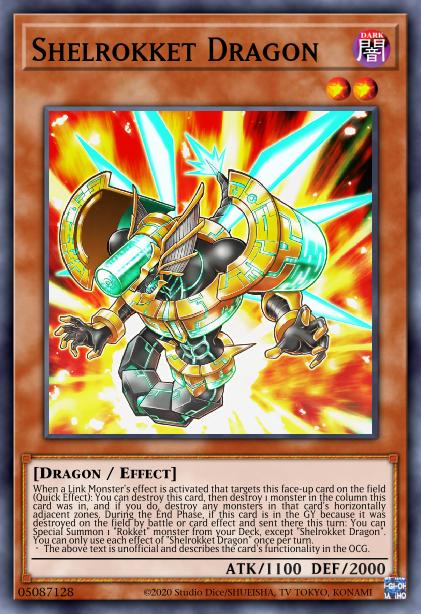 SHELROKKET DRAGON
DARK
闇
[DRAGON / EFFECT]
When a Link Monster's effect is activated that targets this face-up card on the field
(Quick Effect): You can destroy this card, then destroy 1 monster in the column this
card was in, and if you do, destroy any monsters in that card's horizontally
adjacent zones. During the End Phase, if this card is in the GY because it was
destroyed on the field by battle or card effect and sent there this turn: You can
Special Summon 1 "Rokket" monster from your Deck, except "Shelrokket Dragon".
You can only use each effect of "Shelrokket Dragon" once per turn.
- The above text is unofficial and describes the card's functionality in the OCG.
ATK/1100 DEF/2000
05087128
©2020 Studio Dice/SHUEISHA, TV TOKYO, KONAMI